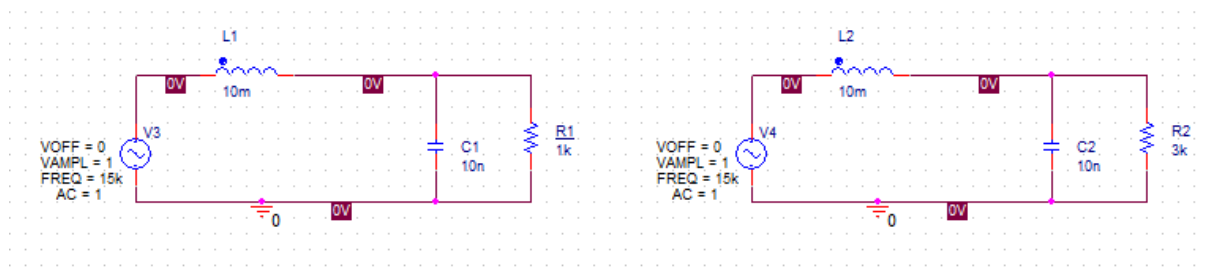 L1
0V
0V
10m
V3
VOFF = 0
VAMPL = 1
FREQ = 15k
AC = 1
C1
10n
R1
1k
0V
0
L2
0V
0V
10m
V4
VOFF = 0
VAMPL = 1
FREQ = 15k
AC = 1
C2
10n
R2
3k
0V
0